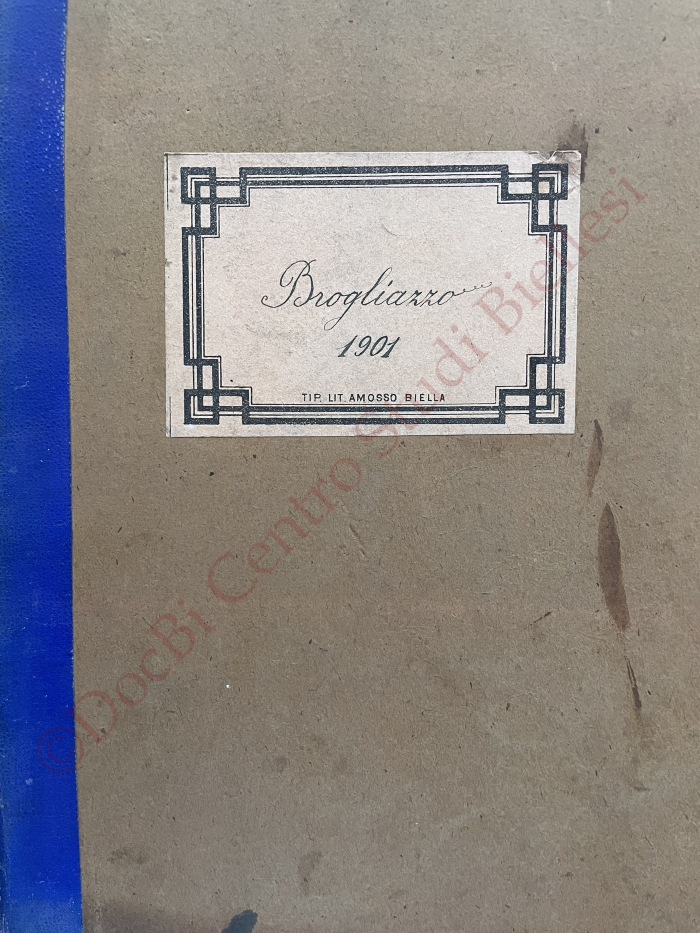 Brogliazzo
1901
TIP. LIT. AMOSSO BIELLA
©DocBi Centro Studi Biellesi